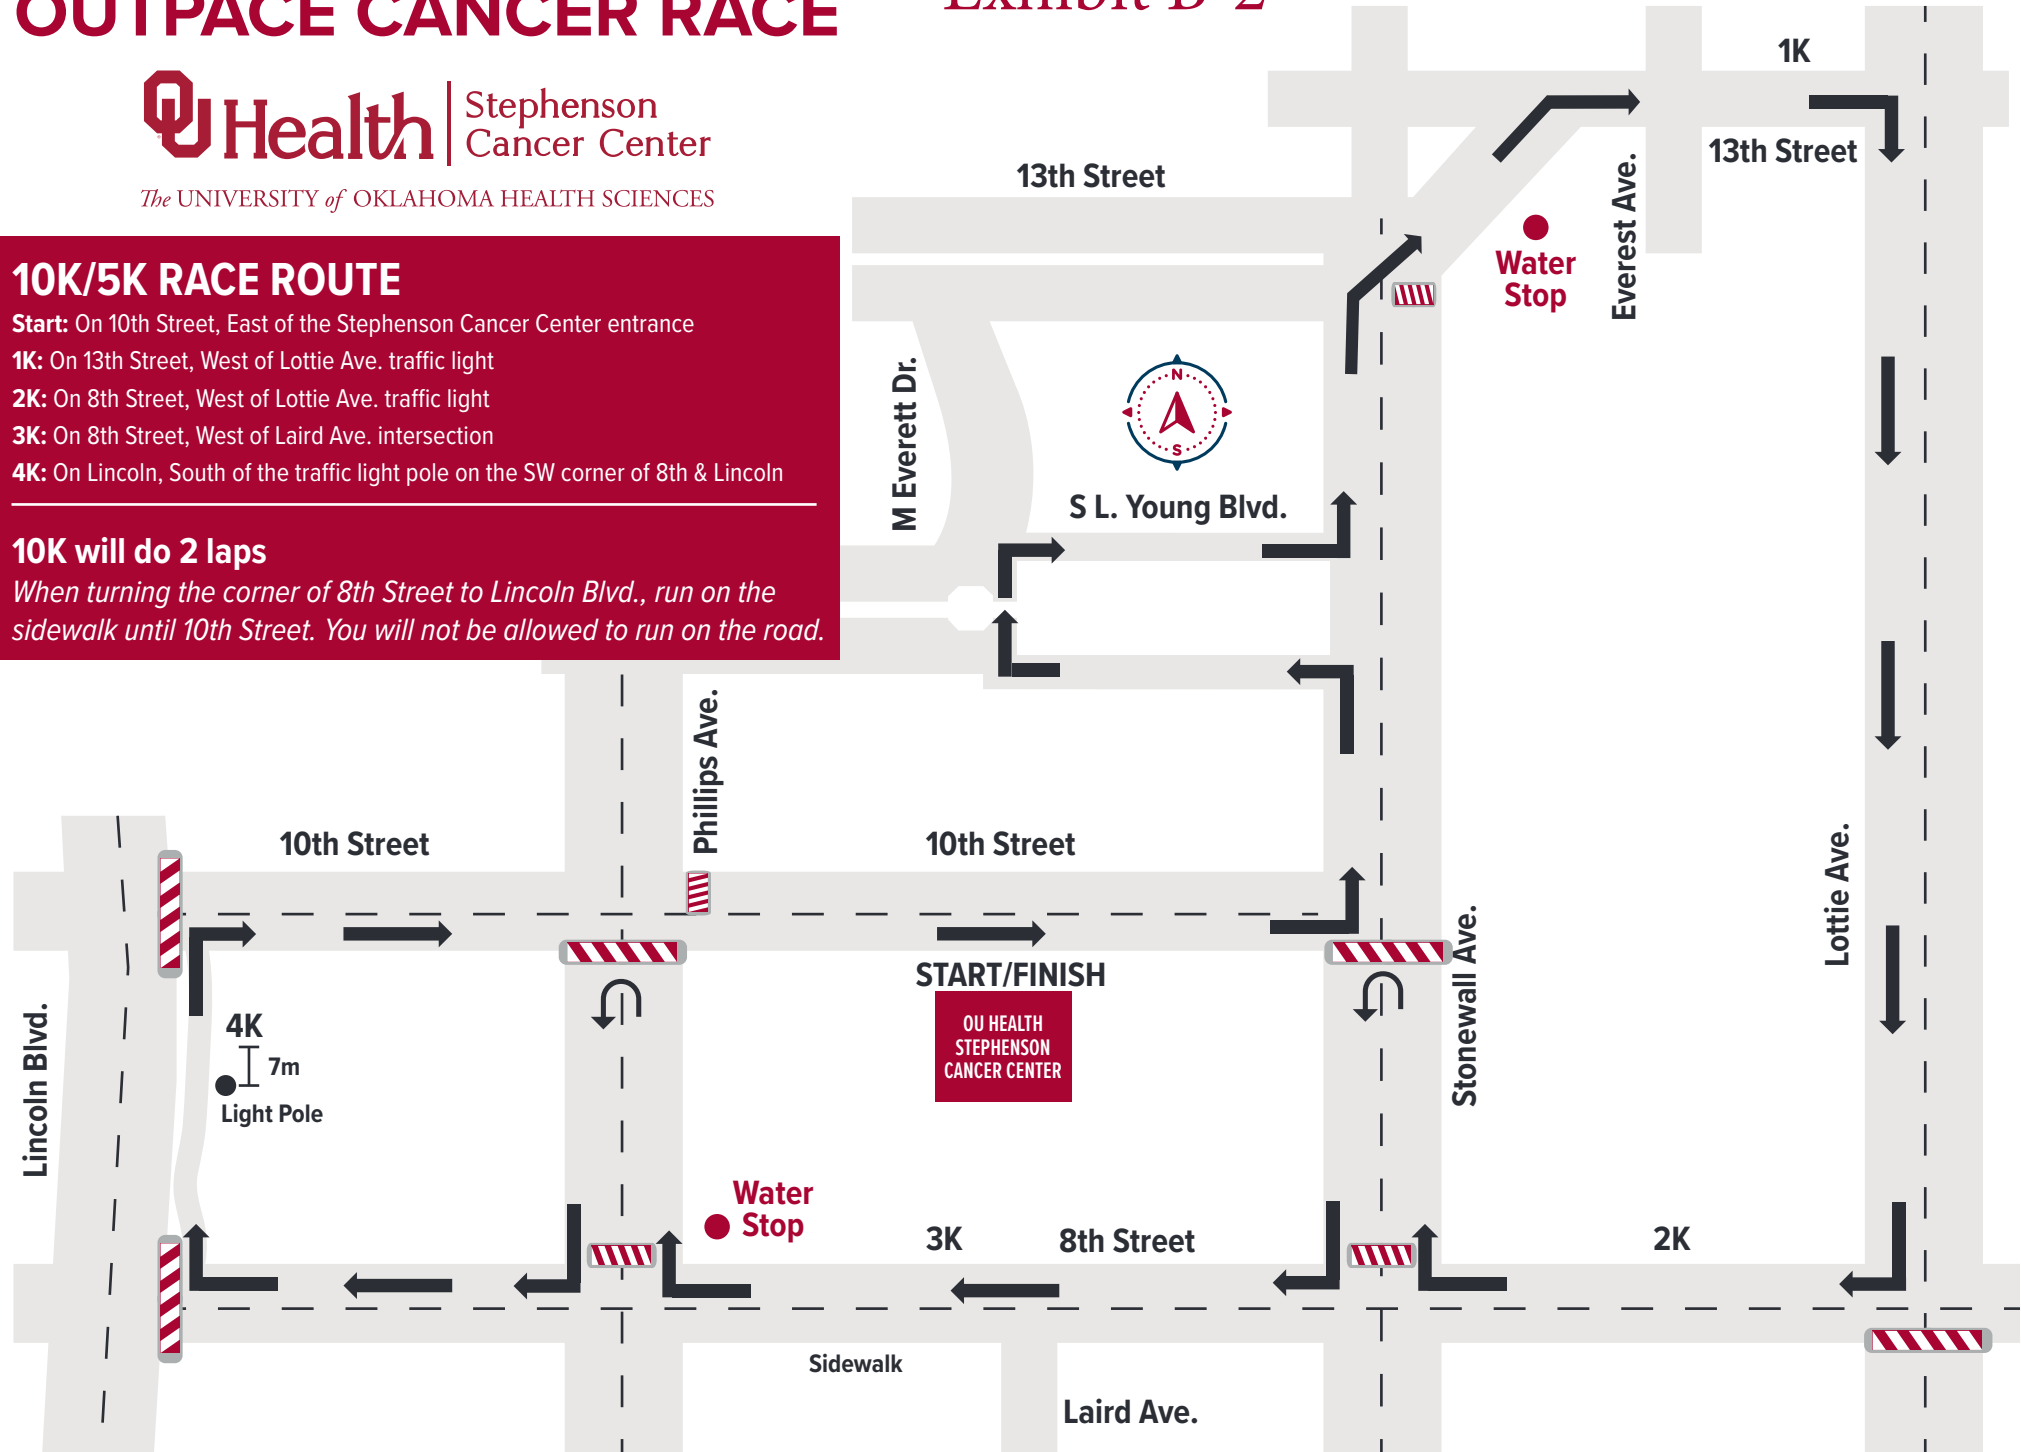 OUTPACE CANCER RACE
Exhibit B-2
OU Health
Stephenson
Cancer Center
The UNIVERSITY of OKLAHOMA HEALTH SCIENCES
10K/5K RACE ROUTE
Start: On 10th Street, East of the Stephenson Cancer Center entrance
1K: On 13th Street, West of Lottie Ave. traffic light
2K: On 8th Street, West of Lottie Ave. traffic light
3K: On 8th Street, West of Laird Ave. intersection
4K: On Lincoln, South of the traffic light pole on the SW corner of 8th & Lincoln
10K will do 2 laps
When turning the corner of 8th Street to Lincoln Blvd., run on the
sidewalk until 10th Street. You will not be allowed to run on the road.
1K
13th Street
13th Street
Everest Ave.
Water
Stop
M Everett Dr.
N
S
S L. Young Blvd.
Phillips Ave.
10th Street
10th Street
Lottie Ave.
Stonewall Ave.
START/FINISH
OU HEALTH
STEPHENSON
CANCER CENTER
Lincoln Blvd.
4K
7m
Light Pole
Water
Stop
3K
8th Street
2K
Sidewalk
Laird Ave.